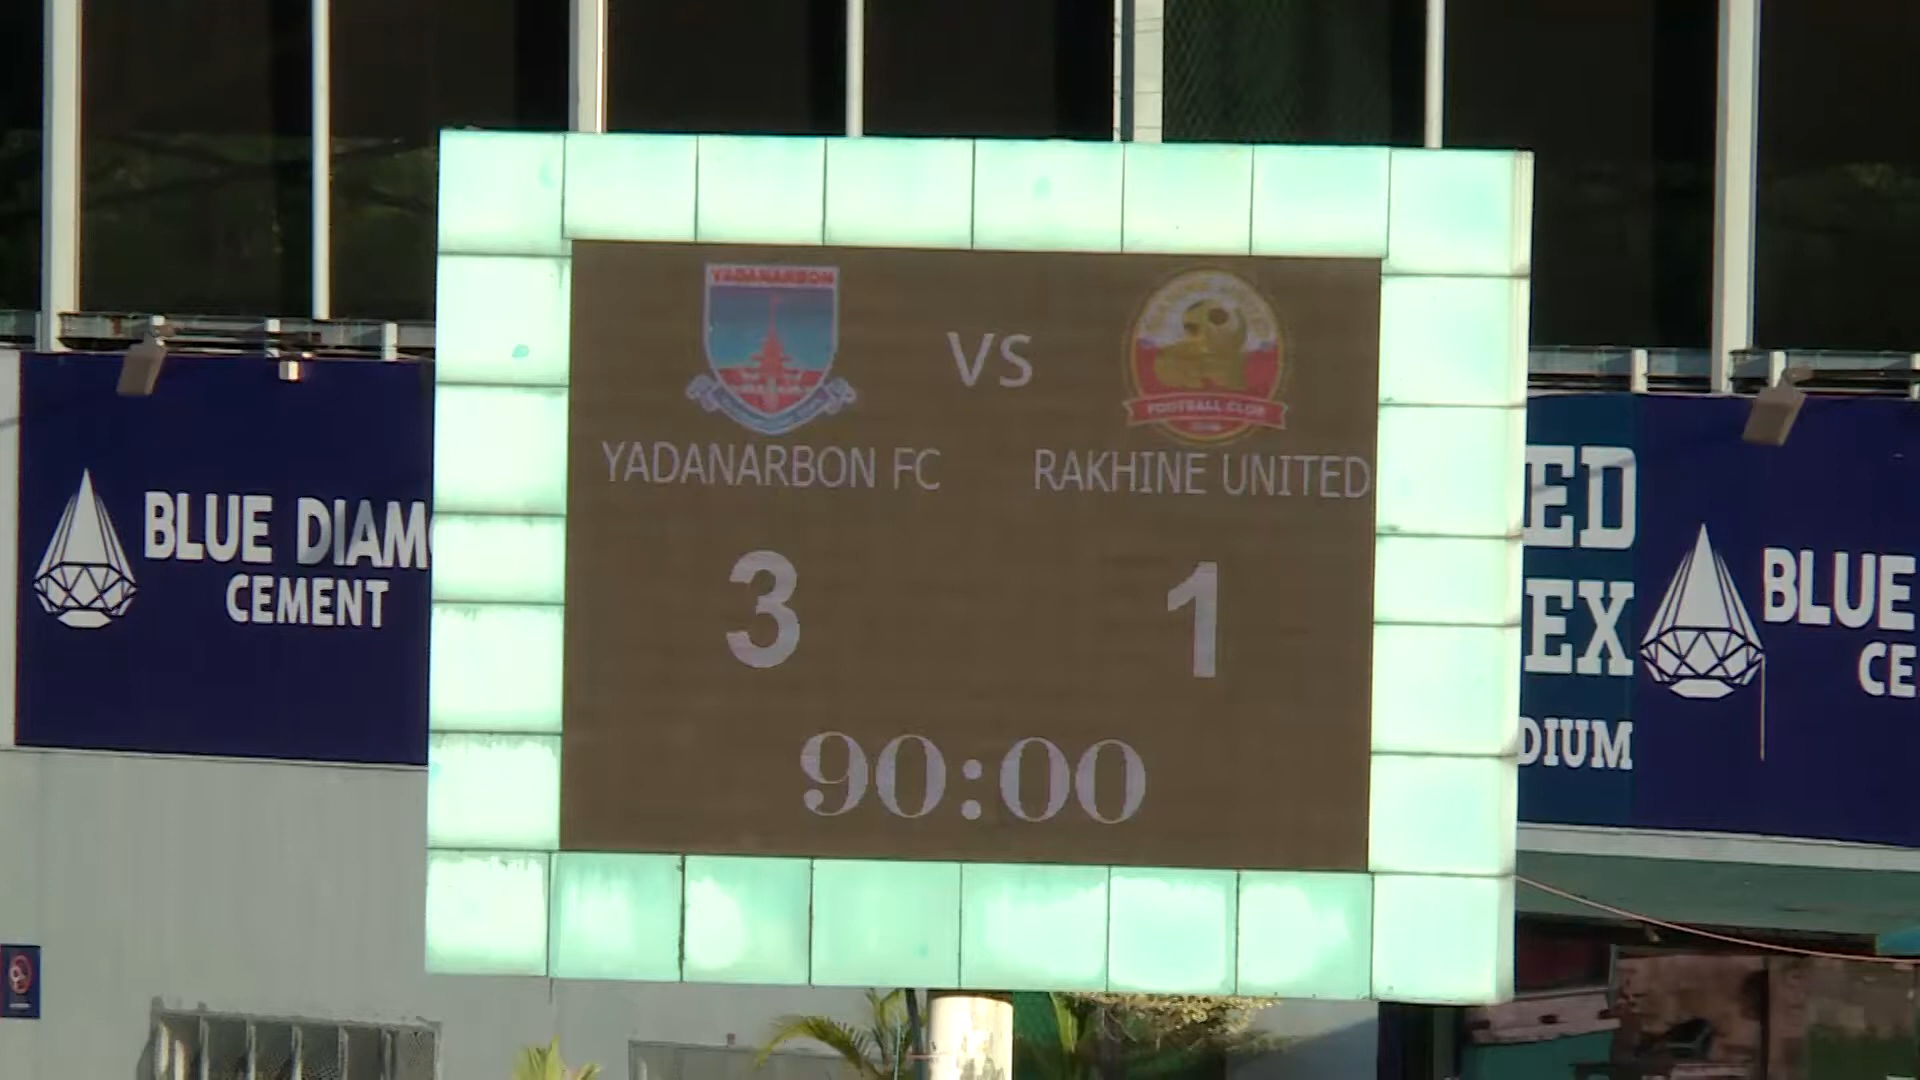 YADANARBON
VS
FOOTBALL CLUB
YADANARBON FC
RAKHINE UNITED
3
1
90:00
BLUE DIAM
CEMENT
ED
EX
DIUM
BLUE
CE